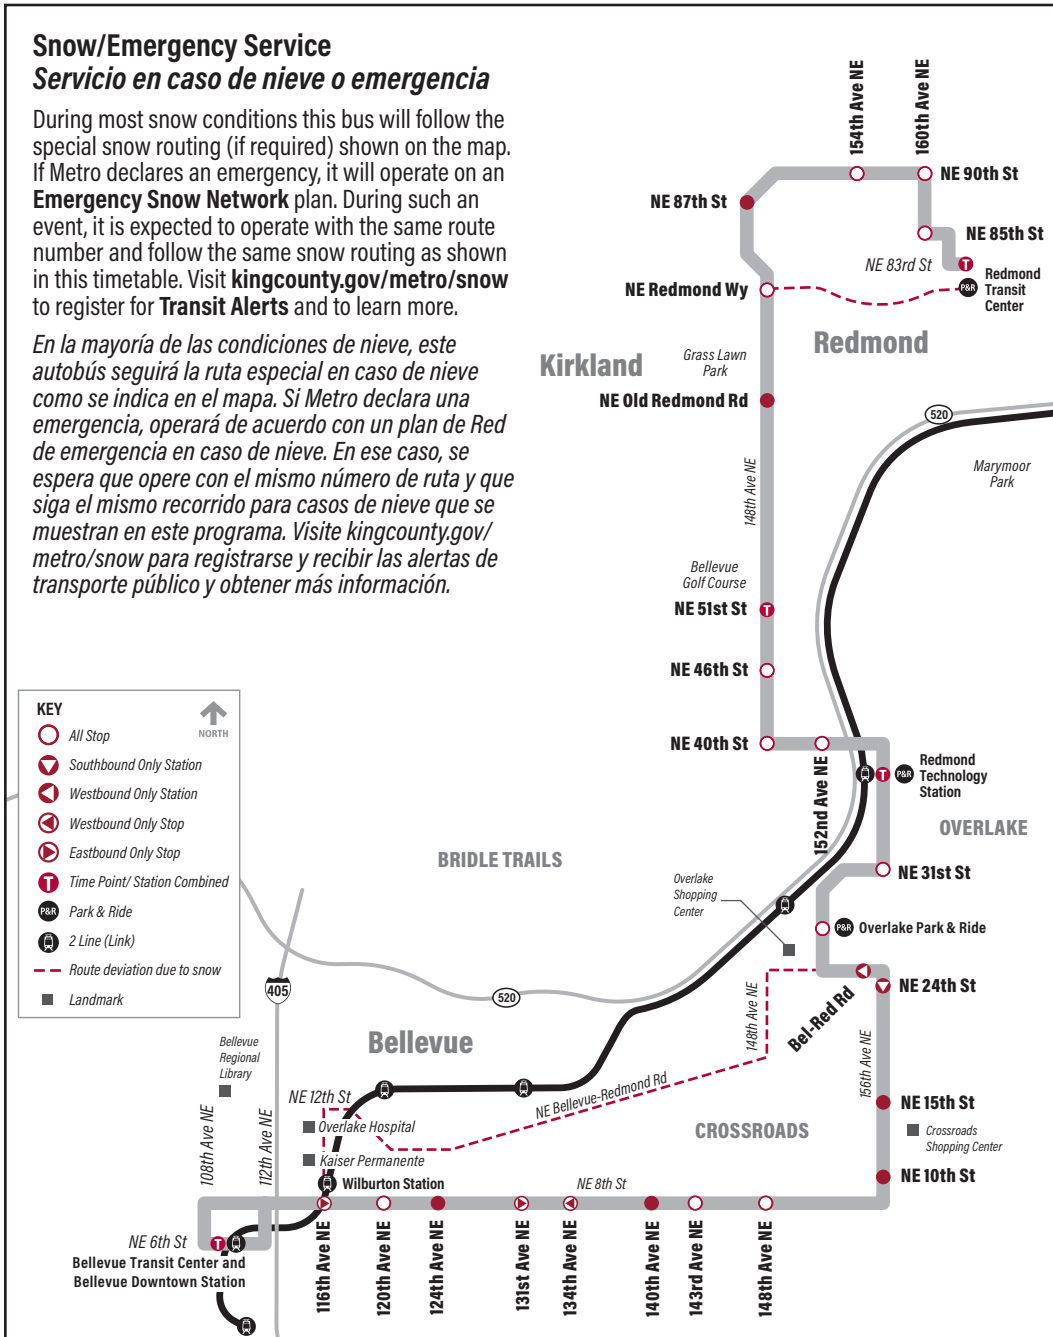 Snow/Emergency Service
Servicio en caso de nieve o emergencia
During most snow conditions this bus will follow the
special snow routing (if required) shown on the map.
If Metro declares an emergency, it will operate on an
Emergency Snow Network plan. During such an
event, it is expected to operate with the same route
number and follow the same snow routing as shown
in this timetable. Visit kingcounty.gov/metro/snow
to register for Transit Alerts and to learn more.
En la mayoría de las condiciones de nieve, este
autobús seguirá la ruta especial en caso de nieve
como se indica en el mapa. Si Metro declara una
emergencia, operará de acuerdo con un plan de Red
de emergencia en caso de nieve. En ese caso, se
espera que opere con el mismo número de ruta y que
siga el mismo recorrido para casos de nieve que se
muestran en este programa. Visite kingcounty.gov/
metro/snow para registrarse y recibir las alertas de
transporte público y obtener más información.
154th Ave NE
160th Ave NE
NE 90th St
NE 87th St
NE 85th St
NE 83rd St
T
Redmond
Transit
Center
P&R
NE Redmond Wy
Redmond
Kirkland
Grass Lawn
Park
NE Old Redmond Rd
520
Marymoor
Park
148th Ave NE
Bellevue
Golf Course
NE 51st St
T
NE 46th St
NE 40th St
152nd Ave NE
T
P&R
Redmond
Technology
Station
OVERLAKE
NE 31st St
Overlake
Shopping
Center
P&R
Overlake Park & Ride
NE 24th St
Bel-Red Rd
148th Ave NE
156th Ave NE
NE 15th St
Crossroads
Shopping Center
NE 10th St
KEY
NORTH
All Stop
Southbound Only Station
Westbound Only Station
Westbound Only Stop
Eastbound Only Stop
T
Time Point/ Station Combined
P&R
Park & Ride
2 Line (Link)
Route deviation due to snow
Landmark
BRIDLE TRAILS
405
520
Bellevue
Bellevue
Regional
Library
NE 12th St
NE Bellevue-Redmond Rd
Overlake Hospital
CROSSROADS
108th Ave NE
112th Ave NE
Kaiser Permanente
Wilburton Station
NE 8th St
NE 6th St
T
Bellevue Transit Center and
Bellevue Downtown Station
116th Ave NE
120th Ave NE
124th Ave NE
131st Ave NE
134th Ave NE
140th Ave NE
143rd Ave NE
148th Ave NE